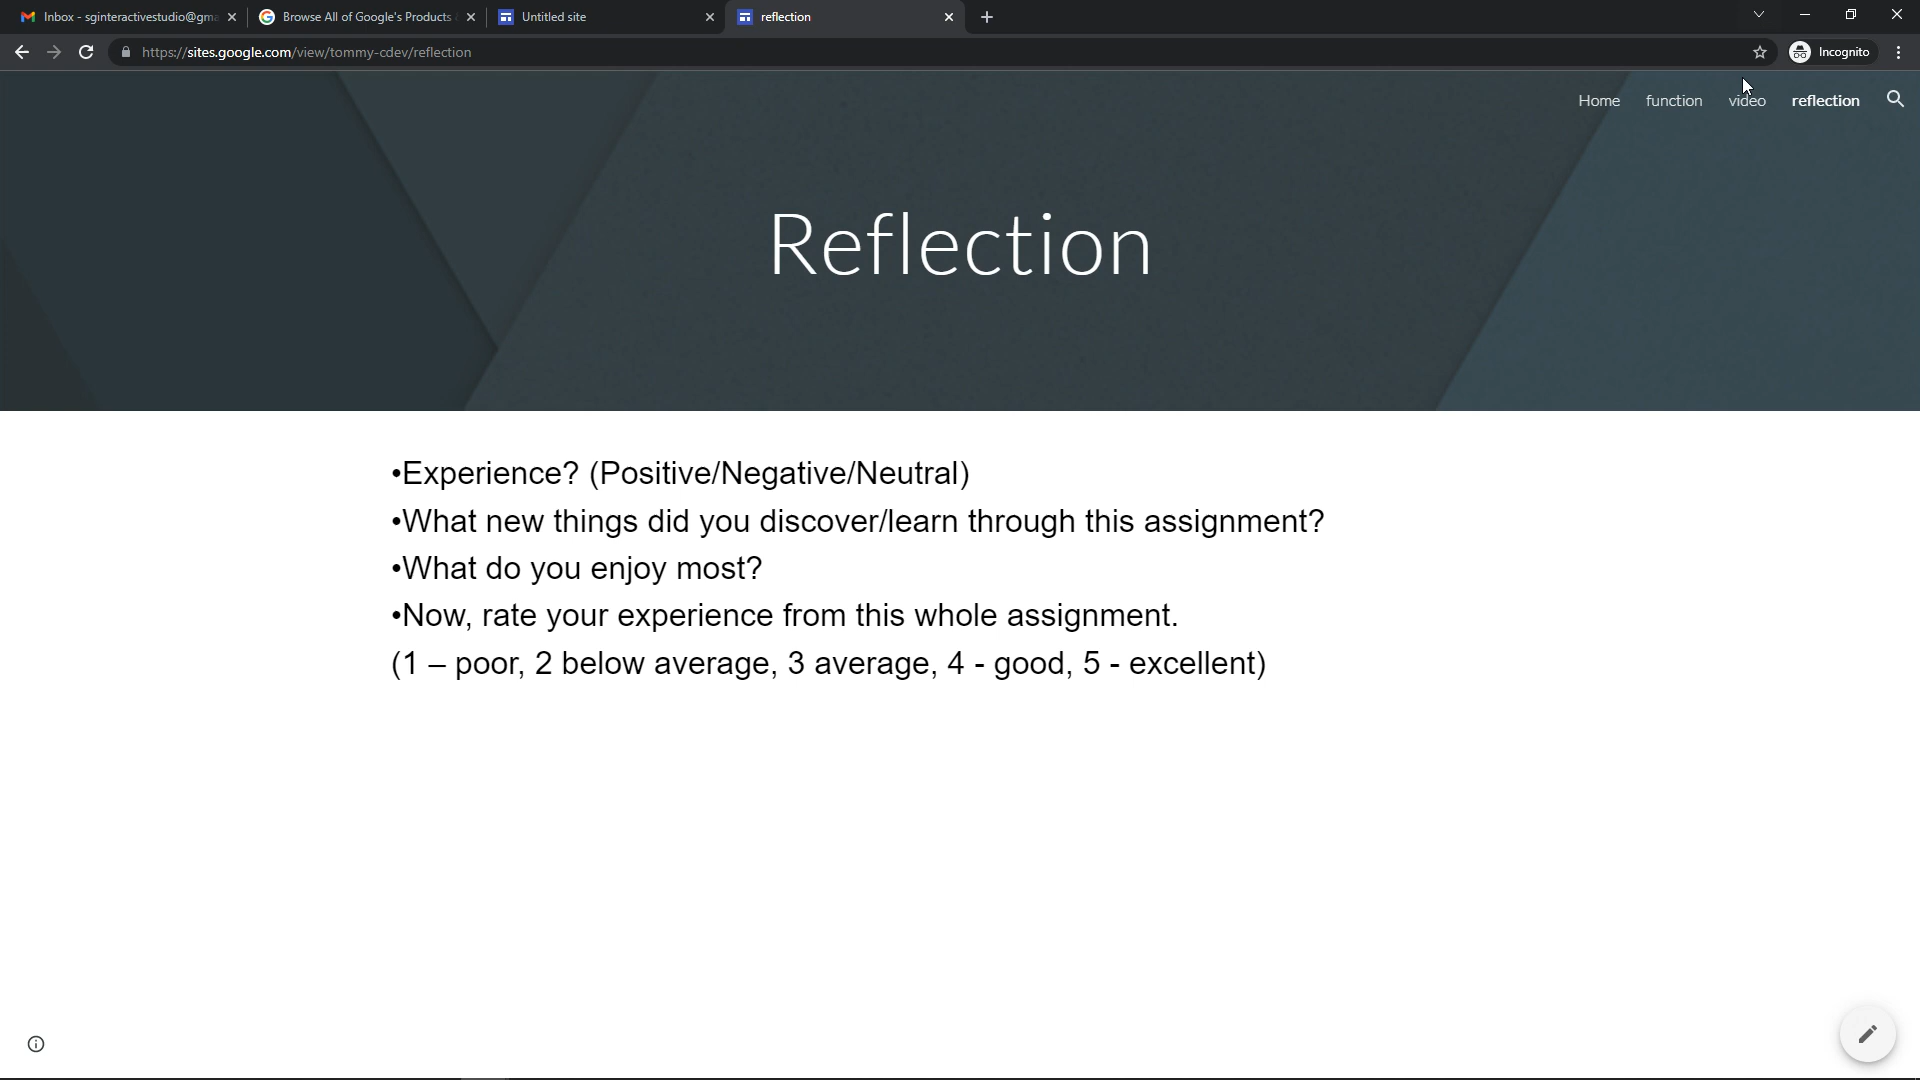 Inbox - sginteractivestudio@gma
Browse All of Google's Products
Untitled site
reflection
https://sites.google.com/view/tommy-cdev/reflection
Incognito
Home function video reflection
Reflection
•Experience? (Positive/Negative/Neutral)
•What new things did you discover/learn through this assignment?
•What do you enjoy most?
•Now, rate your experience from this whole assignment.
(1 – poor, 2 below average, 3 average, 4 - good, 5 - excellent)